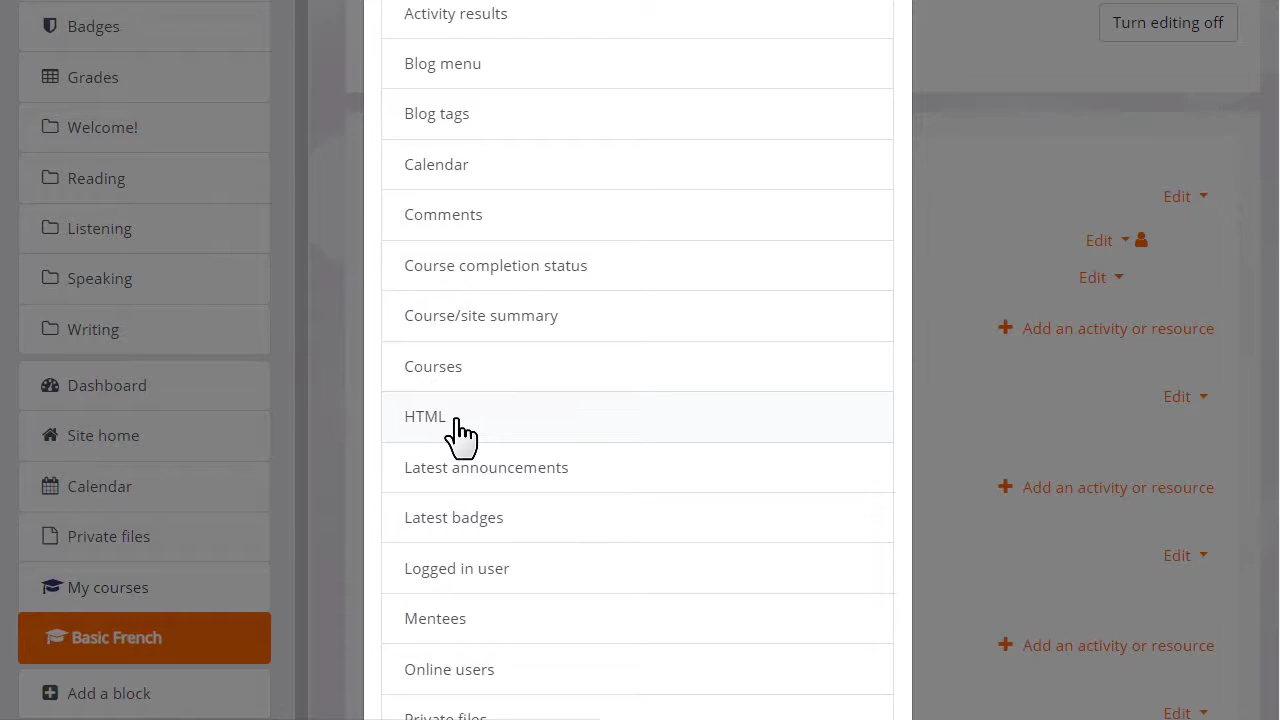 Badges
Grades
Welcome!
Reading
Listening
Speaking
Writing
Dashboard
Site home
Calendar
Private files
My courses
Basic French
Add a block
Activity results
Blog menu
Blog tags
Calendar
Comments
Course completion status
Course/site summary
Courses
HTML
Latest announcements
Latest badges
Logged in user
Mentees
Online users
Private files
Turn editing off
Edit
Edit
Edit
Add an activity or resource
Edit
Add an activity or resource
Edit
Add an activity or resource
Edit